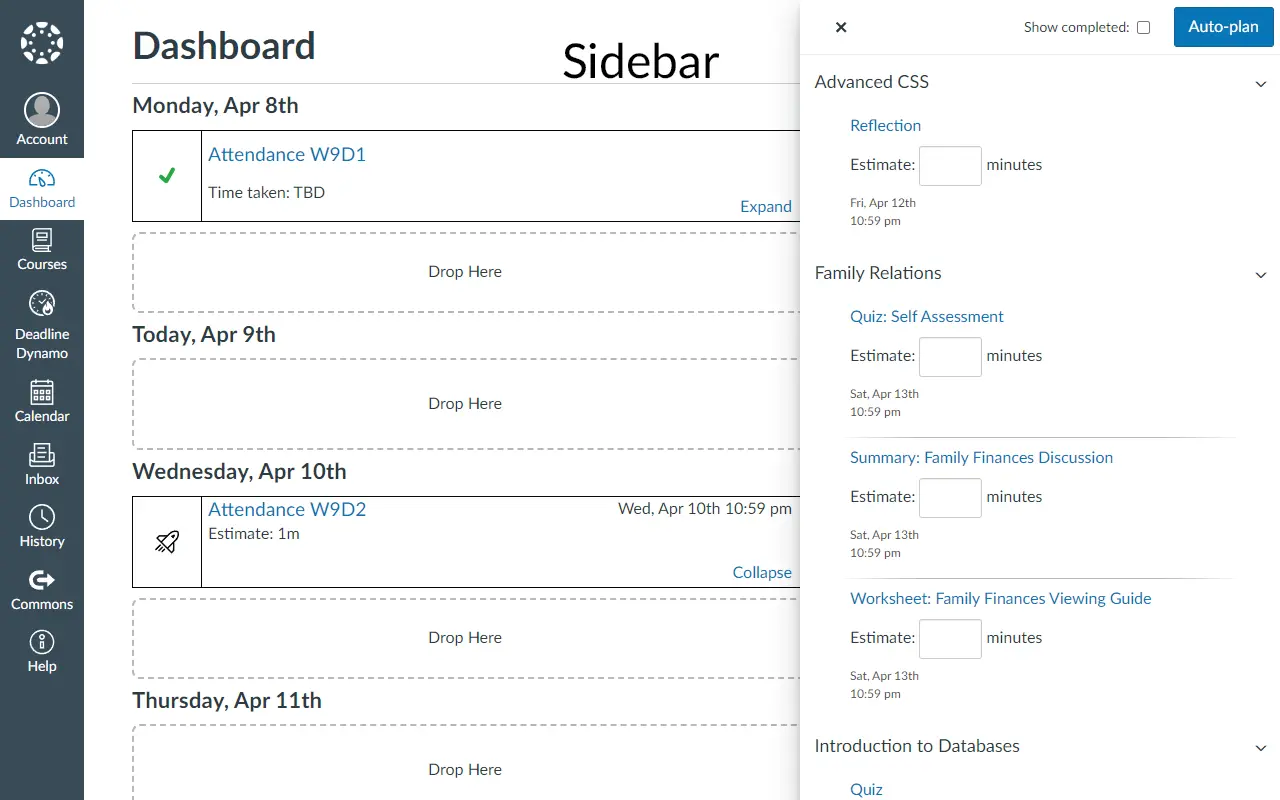 Account
Dashboard
Courses
Deadline
Dynamo
Calendar
Inbox
History
Commons
Help
Dashboard
Sidebar
Monday, Apr 8th
Attendance W9D1
Time taken: TBD
Expand
Drop Here
Today, Apr 9th
Drop Here
Wednesday, Apr 10th
Attendance W9D2 Wed, Apr 10th 10:59 pm
Estimate: 1m
Collapse
Drop Here
Thursday, Apr 11th
Drop Here
Show completed: Auto-plan
Advanced CSS
Reflection
Estimate: minutes
Fri, Apr 12th
10:59 pm
Family Relations
Quiz: Self Assessment
Estimate: minutes
Sat, Apr 13th
10:59 pm
Summary: Family Finances Discussion
Estimate: minutes
Sat, Apr 13th
10:59 pm
Worksheet: Family Finances Viewing Guide
Estimate: minutes
Sat, Apr 13th
10:59 pm
Introduction to Databases
Quiz